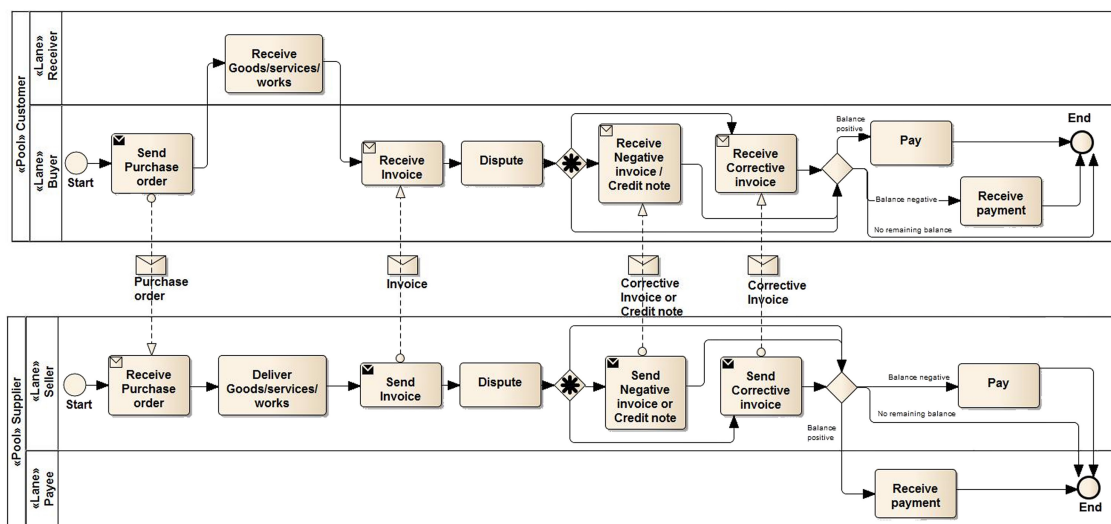 «Pool» Customer
«Lane»
Receiver
Receive
Goods/services/
works
«Lane»
Buyer
Start
Send
Purchase
order
Receive
Invoice
Dispute
Receive
Negative
invoice /
Credit note
Receive
Corrective
invoice
Balance
positive
Pay
End
Balance negative
Receive
payment
No remaining balance
Purchase
order
Invoice
Corrective
Invoice or
Credit note
Corrective
Invoice
«Pool» Supplier
«Lane»
Seller
Start
Receive
Purchase
order
Deliver
Goods/services/
works
Send
Invoice
Dispute
Send
Negative
invoice or
Credit note
Send
Corrective
invoice
Balance negative
Pay
No remaining balance
Balance
positive
«Lane»
Payee
Receive
payment
End